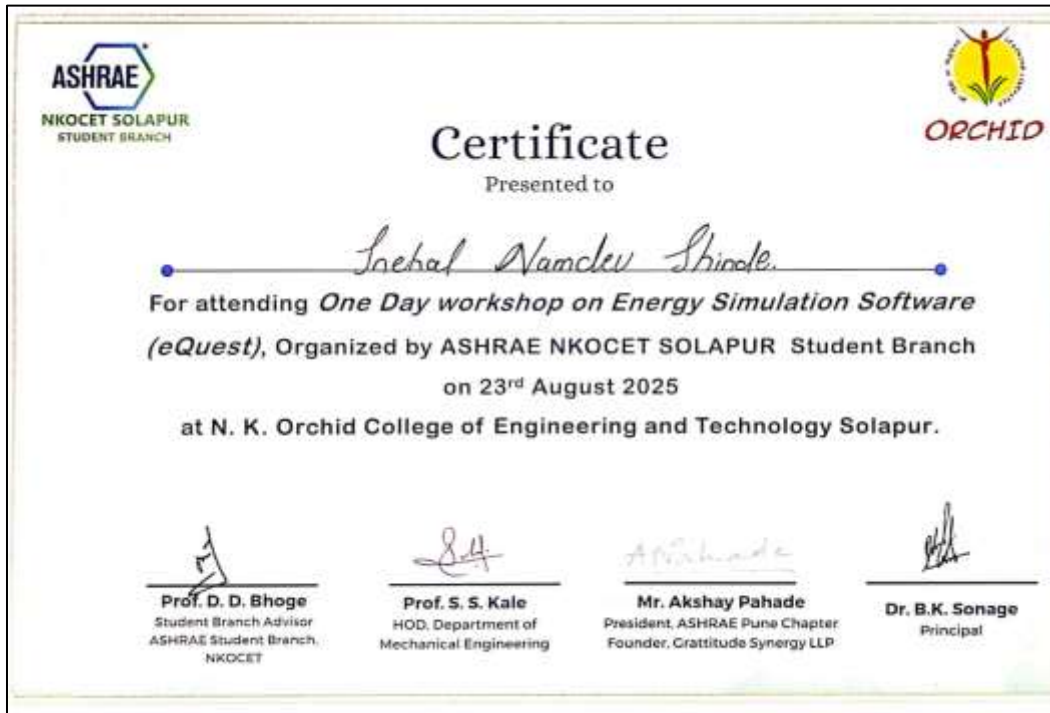 ASHRAE
NKOCET SOLAPUR
STUDENT BRANCH
ORCHID
Certificate
Presented to
Snehal Namdev Shinde.
For attending One Day workshop on Energy Simulation Software
(eQuest), Organized by ASHRAE NKOCET SOLAPUR Student Branch
on 23rd August 2025
at N. K. Orchid College of Engineering and Technology Solapur.
Prof. D. D. Bhoge
Student Branch Advisor
ASHRAE Student Branch,
NKOCET
Prof. S. S. Kale
HOD, Department of
Mechanical Engineering
Mr. Akshay Pahade
President, ASHRAE Pune Chapter
Founder, Grattitude Synergy LLP
Dr. B.K. Sonage
Principal